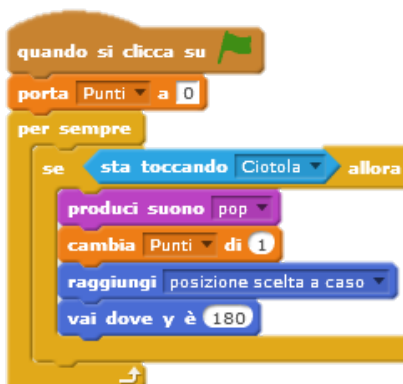 quando si clicca su
porta Punti a 0
per sempre
se sta toccando Ciotola allora
produci suono pop
cambia Punti di 1
raggiungi posizione scelta a caso
vai dove y è 180